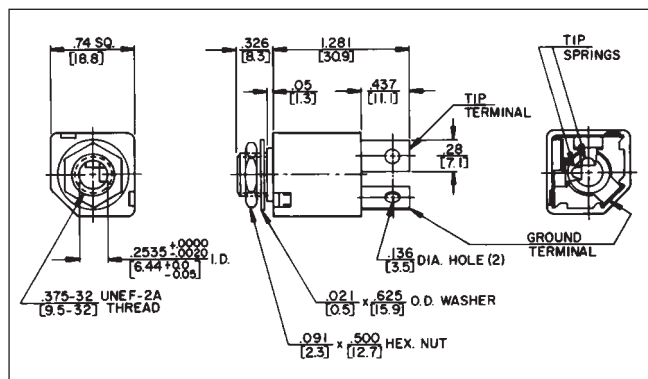 .74 SQ.
[18.8]
.326
[8.3]
1.281
[30.9]
.05
[1.3]
.437
[11.1]
TIP
TERMINAL
.28
[7.1]
TIP
SPRINGS
.2535 +.0000 -.0020 I.D.
[6.44 +0.0 -0.05]
.375-32 UNEF-2A
[9.5-32] THREAD
.136 DIA. HOLE (2)
[3.5]
GROUND
TERMINAL
.021 x .625 O.D. WASHER
[0.5] [15.9]
.091 x .500 HEX. NUT
[2.3] [12.7]